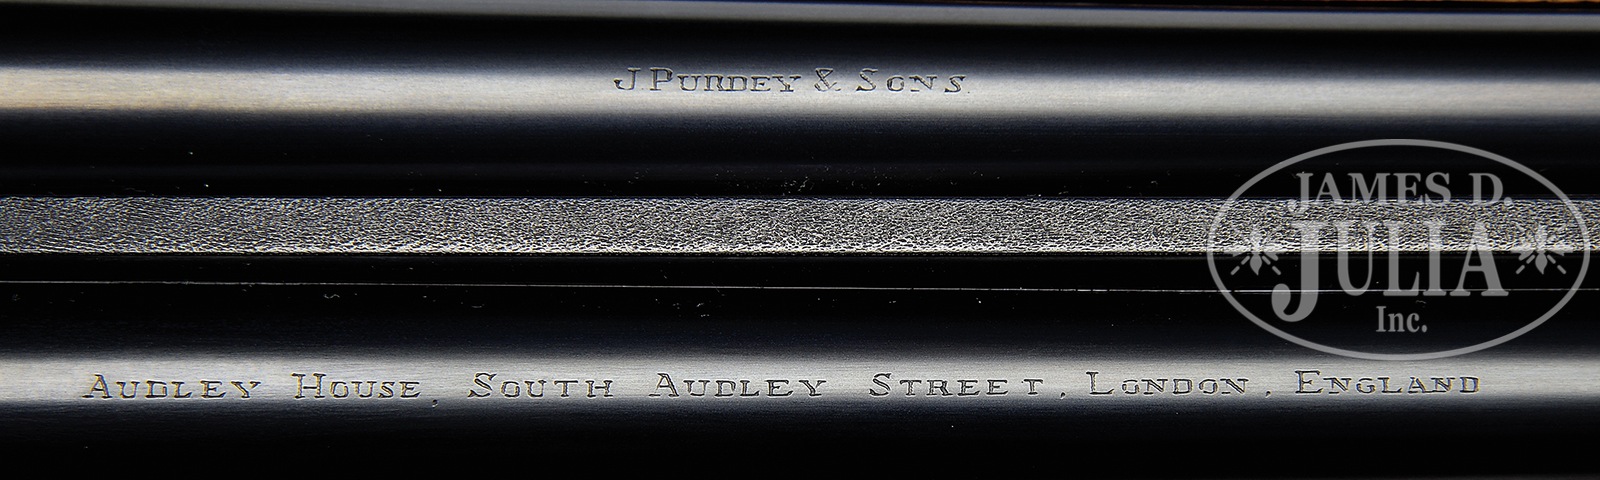 J PURDEY & SONS
JAMES D.
JULIA
Inc.
AUDLEY HOUSE, SOUTH AUDLEY STREET, LONDON, ENGLAND